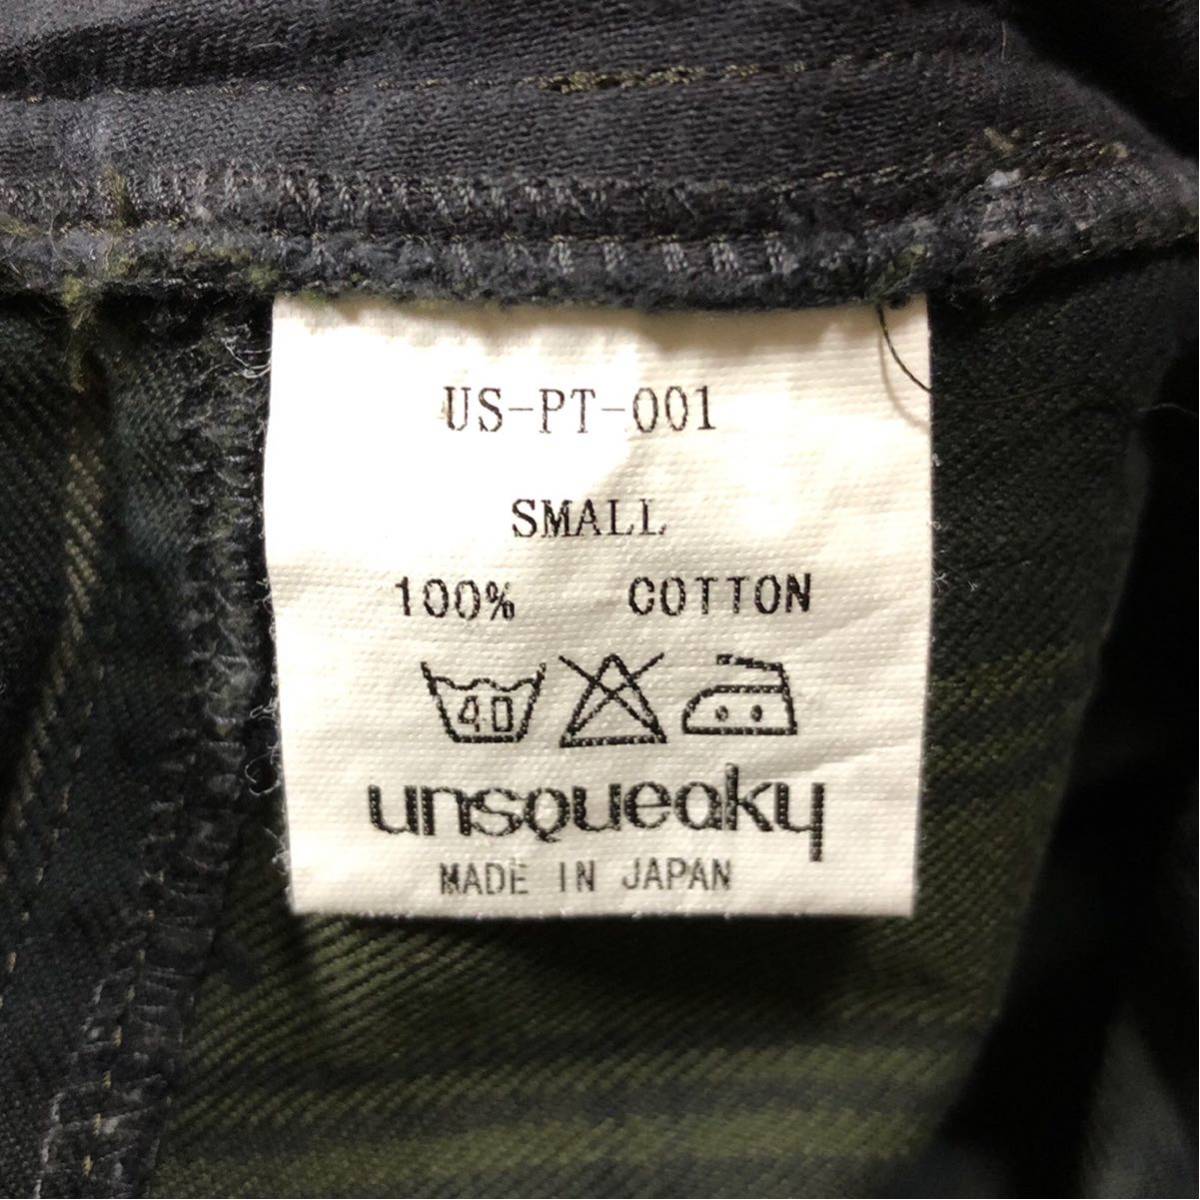 US-PT-001
SMALL
100% COTTON
40
unsqueaky
MADE IN JAPAN